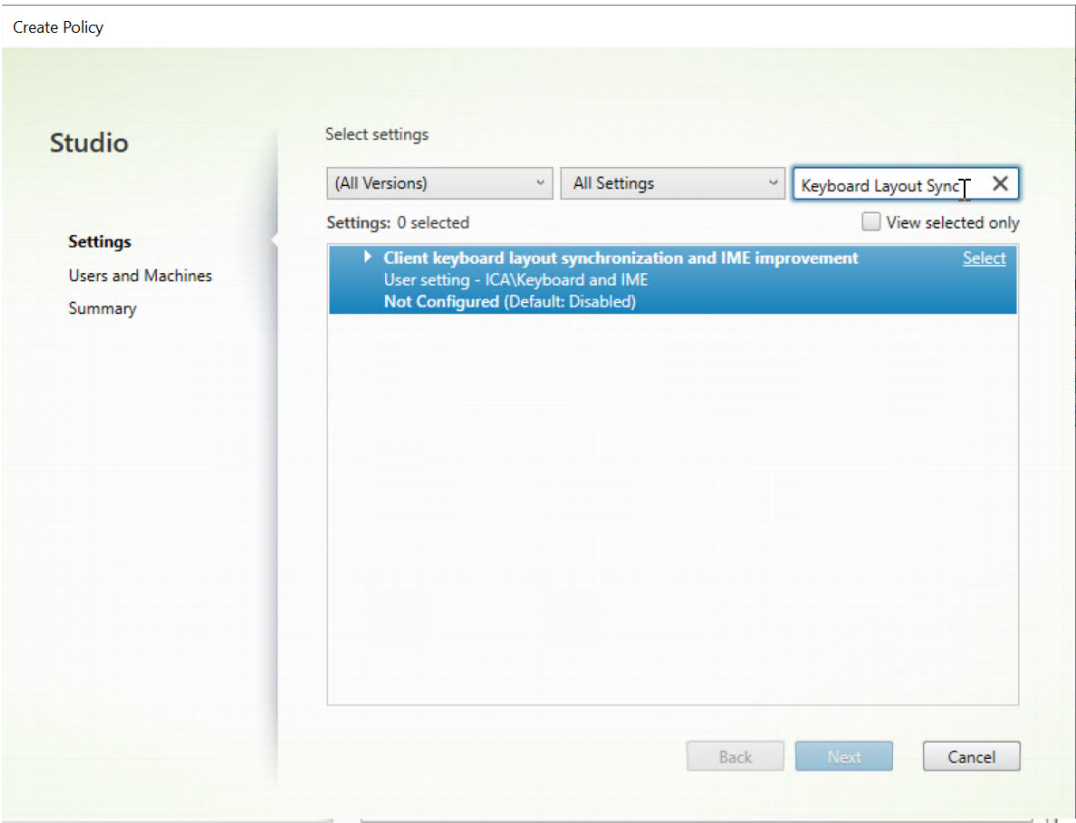 Create Policy
Studio
Settings
Users and Machines
Summary
Select settings
(All Versions)
All Settings
Keyboard Layout Sync
Settings: 0 selected
View selected only
Client keyboard layout synchronization and IME improvement
Select
User setting - ICA\Keyboard and IME
Not Configured (Default: Disabled)
Back
Next
Cancel